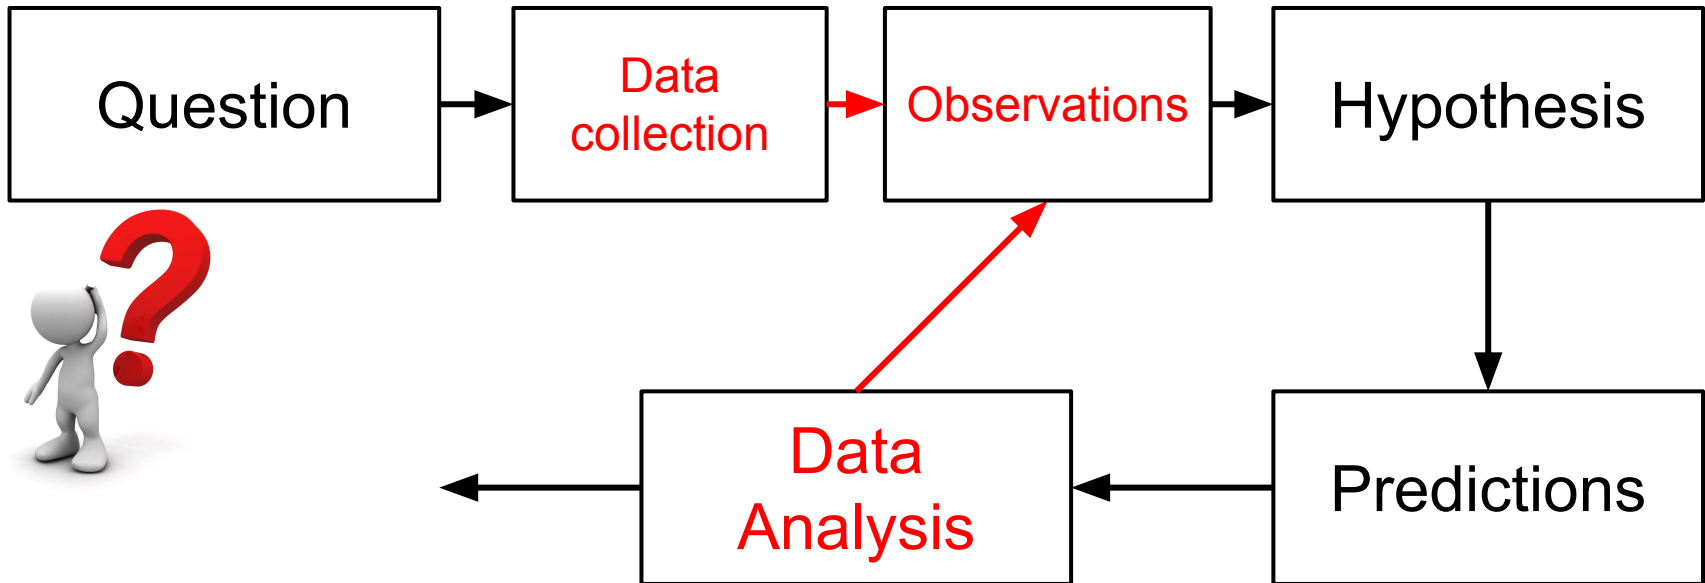 Question
Data
collection
Observations
Hypothesis
Data
Analysis
Predictions